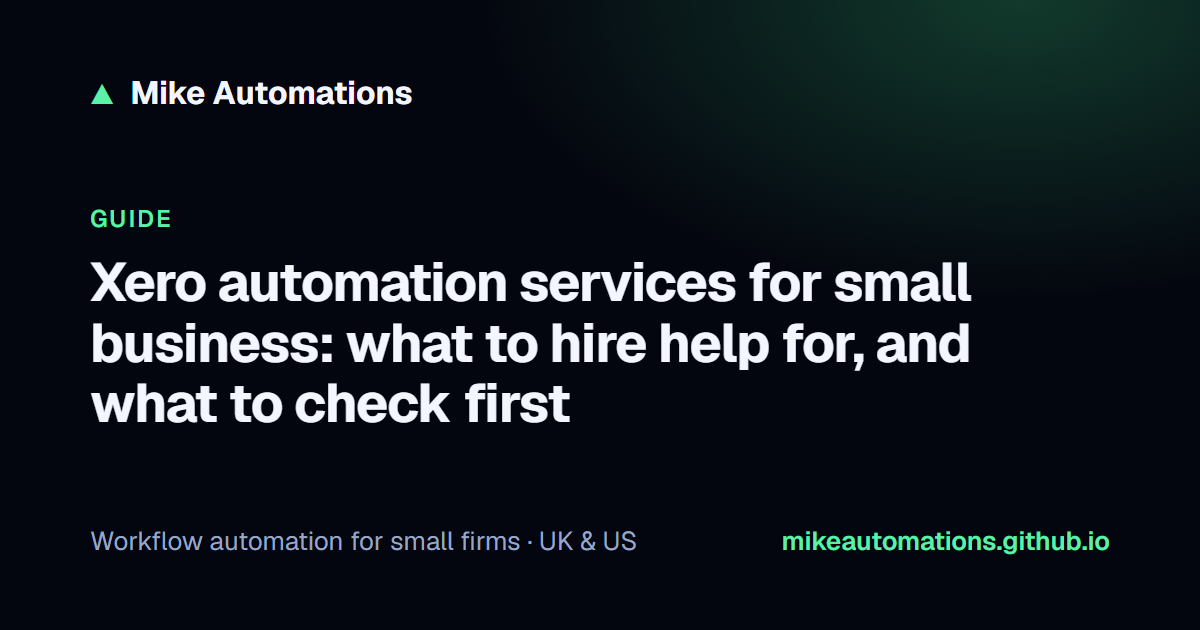 Mike Automations
GUIDE
Xero automation services for small
business: what to hire help for, and
what to check first
Workflow automation for small firms · UK & US
mikeautomations.github.io